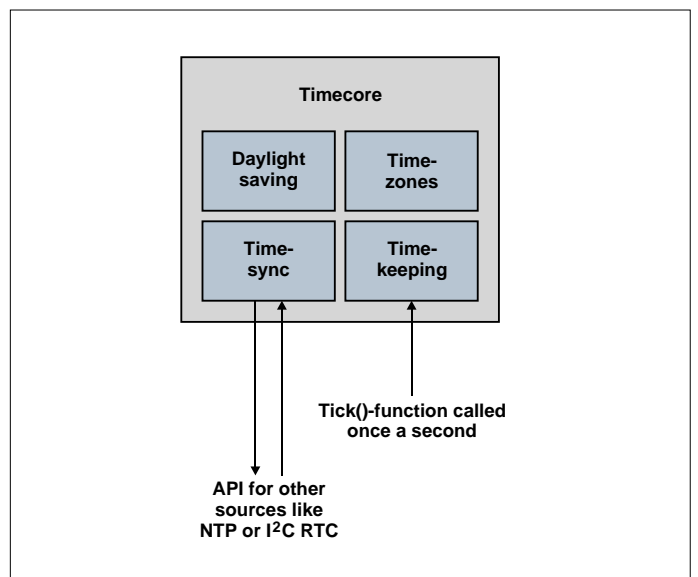 Timecore
Daylight
saving
Time-
zones
Time-
sync
Time-
keeping
Tick()-function called
once a second
API for other
sources like
NTP or I²C RTC